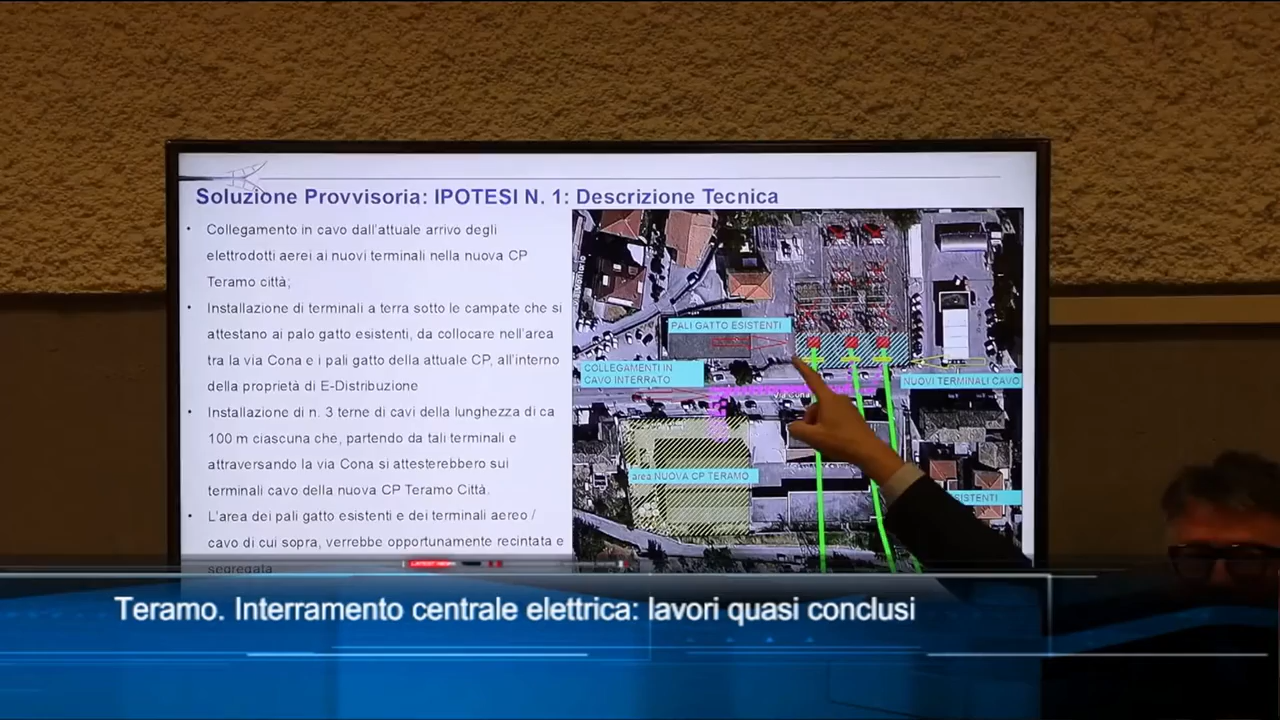 Soluzione Provvisoria: IPOTESI N. 1: Descrizione Tecnica
• Collegamento in cavo dall'attuale arrivo degli
elettrodotti aerei ai nuovi terminali nella nuova CP
Teramo città;
• Installazione di terminali a terra sotto le campate che si
attestano ai palo gatto esistenti, da collocare nell'area
tra la via Cona e i pali gatto della attuale CP, all'interno
della proprietà di E-Distribuzione
• Installazione di n. 3 terne di cavi della lunghezza di ca
100 m ciascuna che, partendo da tali terminali e
attraversando la via Cona si attesterebbero sui
terminali cavo della nuova CP Teramo Città.
• L'area dei pali gatto esistenti e dei terminali aereo /
cavo di cui sopra, verrebbe opportunamente recintata e
segregata
PALI GATTO ESISTENTI
COLLEGAMENTI IN
CAVO INTERRATO
NUOVI TERMINALI CAVO
Via Cona
area NUOVA CP TERAMO
ESISTENTI
LATEST NEWS
Teramo. Interramento centrale elettrica: lavori quasi conclusi